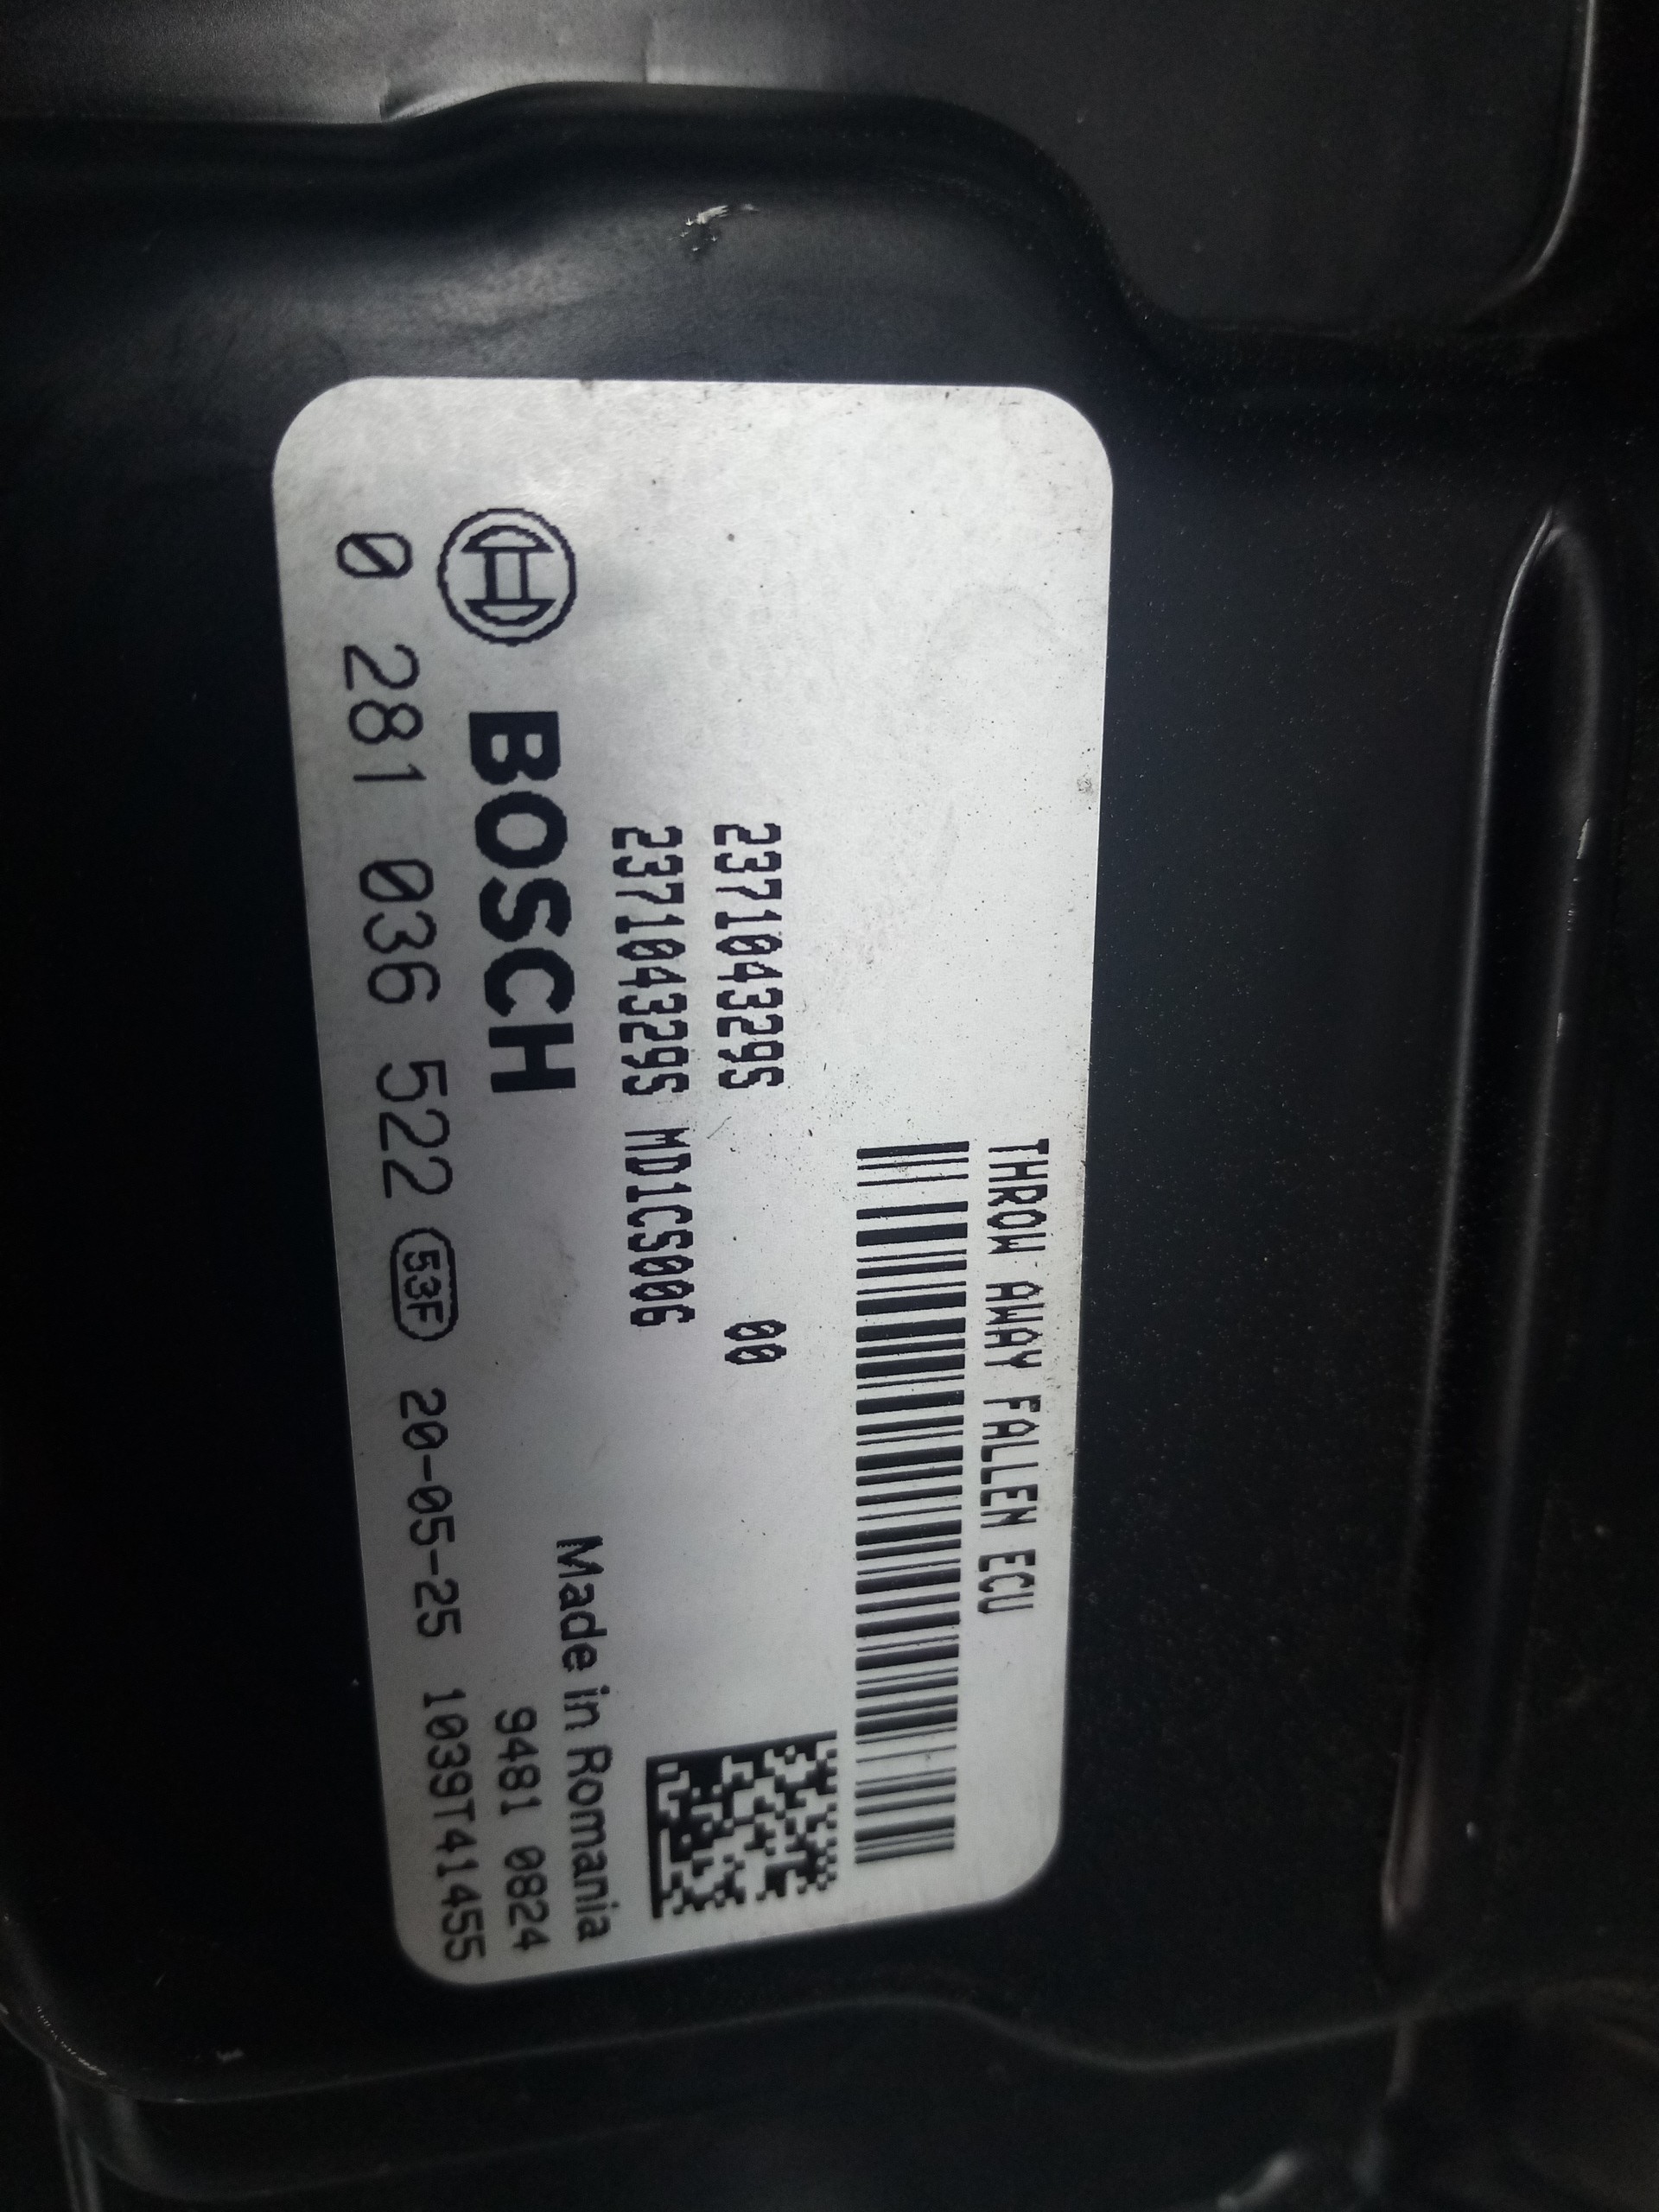 THROW AWAY FALLEN ECU
237104329S 00
237104329S MD1CS006
Made in Romania
BOSCH
9481 0824
0 281 036 522 53F 20-05-25 1039T41455